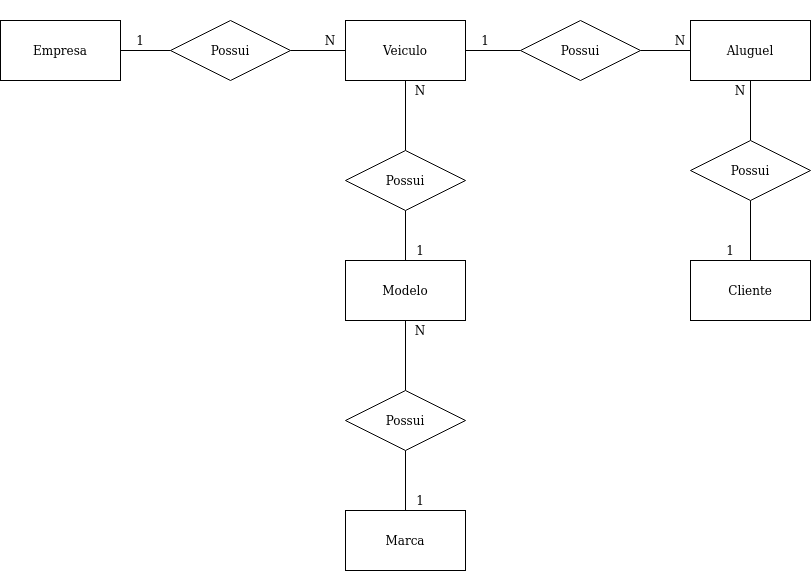 Empresa
1
Possui
N
Veiculo
1
Possui
N
Aluguel
N
N
Possui
Possui
1
1
Modelo
Cliente
N
Possui
1
Marca